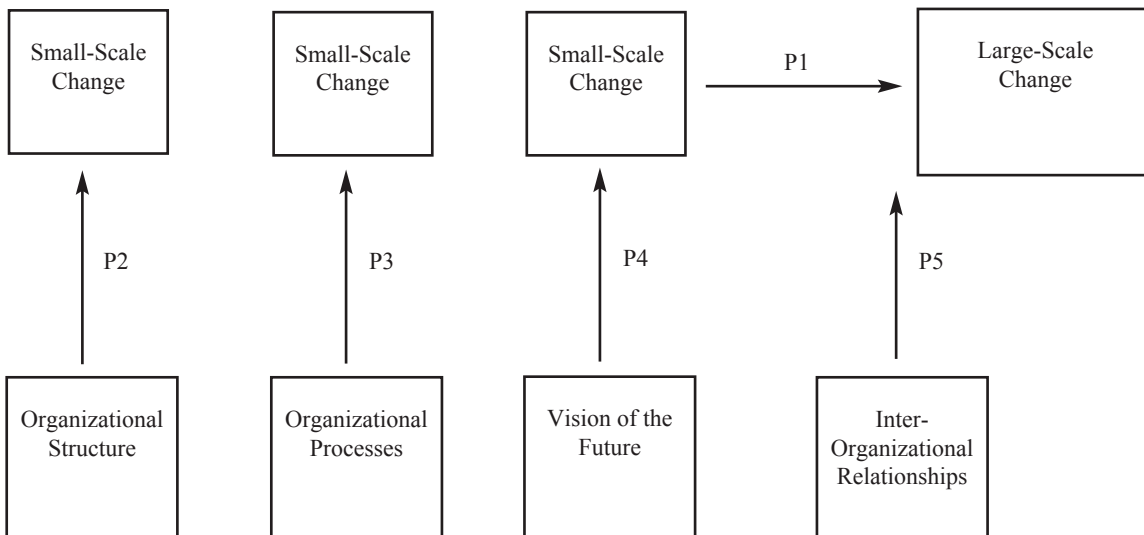 Small-Scale
Change
Small-Scale
Change
Small-Scale
Change
P1
Large-Scale
Change
P2
P3
P4
P5
Organizational
Structure
Organizational
Processes
Vision of the
Future
Inter-
Organizational
Relationships